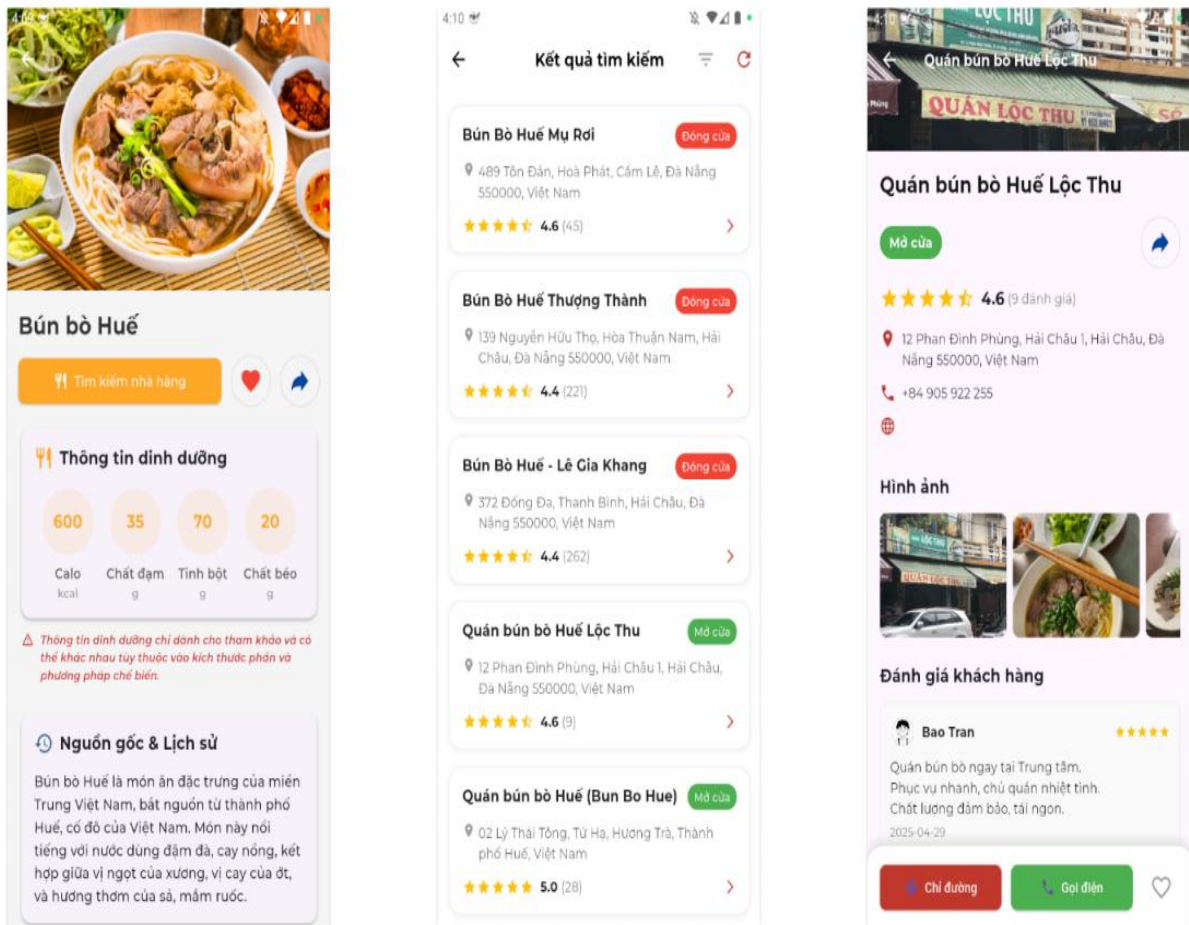 4:09
Bún bò Huế
Tìm kiếm nhà hàng
Thông tin dinh dưỡng
600 35 70 20
Calo Chất đạm Tinh bột Chất béo
kcal g g g
Thông tin dinh dưỡng chỉ dành cho tham khảo và có
thể khác nhau tùy thuộc vào kích thước phần và
phương pháp chế biến.
Nguồn gốc & Lịch sử
Bún bò Huế là món ăn đặc trưng của miền
Trung Việt Nam, bắt nguồn từ thành phố
Huế, cố đô của Việt Nam. Món này nổi
tiếng với nước dùng đậm đà, cay nóng, kết
hợp giữa vị ngọt của xương, vị cay của ớt,
và hương thơm của sả, mắm ruốc.
4:10
Kết quả tìm kiếm
Bún Bò Huế Mụ Rơi Đóng cửa
489 Tôn Đản, Hoà Phát, Cẩm Lệ, Đà Nẵng
550000, Việt Nam
4.6 (45)
Bún Bò Huế Thượng Thành Đóng cửa
139 Nguyễn Hữu Thọ, Hòa Thuận Nam, Hải
Châu, Đà Nẵng 550000, Việt Nam
4.4 (221)
Bún Bò Huế - Lê Gia Khang Đóng cửa
372 Đống Đa, Thanh Bình, Hải Châu, Đà
Nẵng 550000, Việt Nam
4.4 (262)
Quán bún bò Huế Lộc Thu Mở cửa
12 Phan Đình Phùng, Hải Châu 1, Hải Châu,
Đà Nẵng 550000, Việt Nam
4.6 (9)
Quán bún bò Huế (Bun Bo Hue) Mở cửa
02 Lý Thái Tông, Tứ Hạ, Hương Trà, Thành
phố Huế, Việt Nam
5.0 (28)
4:10
LỘC THU
Quán bún bò Huế Lộc Thu
QUÁN LỘC THU
Quán bún bò Huế Lộc Thu
Mở cửa
4.6 (9 đánh giá)
12 Phan Đình Phùng, Hải Châu 1, Hải Châu, Đà
Nẵng 550000, Việt Nam
+84 905 922 255
Hình ảnh
Đánh giá khách hàng
Bao Tran
Quán bún bò ngay tại Trung tâm.
Phục vụ nhanh, chủ quán nhiệt tình.
Chất lượng đảm bảo, tái ngon.
2025-04-29
Chỉ đường Gọi điện